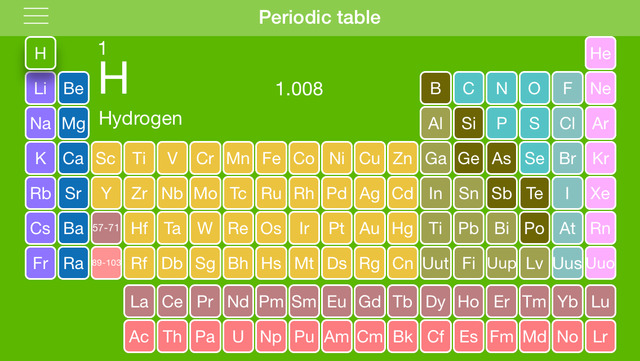 Periodic table
H 1 He
H 1.008
Li Be B C N O F Ne
Hydrogen
Na Mg Al Si P S Cl Ar
K Ca Sc Ti V Cr Mn Fe Co Ni Cu Zn Ga Ge As Se Br Kr
Rb Sr Y Zr Nb Mo Tc Ru Rh Pd Ag Cd In Sn Sb Te I Xe
Cs Ba 57-71 Hf Ta W Re Os Ir Pt Au Hg Ti Pb Bi Po At Rn
Fr Ra 89-103 Rf Db Sg Bh Hs Mt Ds Rg Cn Uut Fi Uup Lv Uus Uuo
La Ce Pr Nd Pm Sm Eu Gd Tb Dy Ho Er Tm Yb Lu
Ac Th Pa U Np Pu Am Cm Bk Cf Es Fm Md No Lr